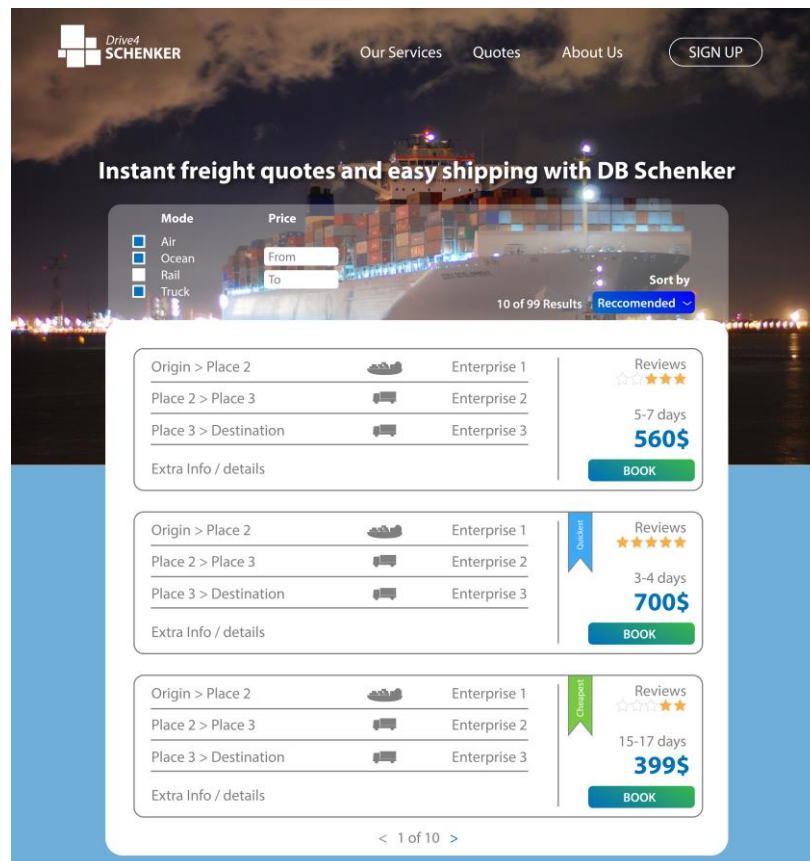 Drive4
SCHENKER
Our Services Quotes About Us SIGN UP
Instant freight quotes and easy shipping with DB Schenker
Mode Price
Air
Ocean From
Rail
To
Truck
Sort by
10 of 99 Results Reccomended
Origin > Place 2 Enterprise 1 Reviews
Place 2 > Place 3 Enterprise 2
5-7 days
Place 3 > Destination Enterprise 3 560$
Extra Info / details BOOK
Origin > Place 2 Enterprise 1 Quickest Reviews
Place 2 > Place 3 Enterprise 2
3-4 days
Place 3 > Destination Enterprise 3 700$
Extra Info / details BOOK
Origin > Place 2 Enterprise 1 Cheapest Reviews
Place 2 > Place 3 Enterprise 2
15-17 days
Place 3 > Destination Enterprise 3 399$
Extra Info / details BOOK
< 1 of 10 >